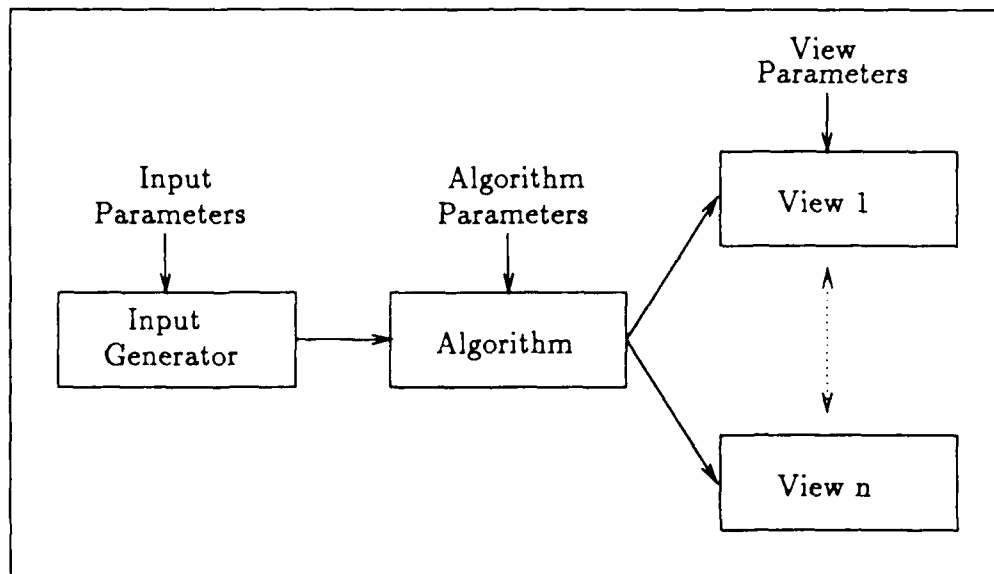 View
Parameters
View 1
Input
Parameters
Algorithm
Parameters
Input
Generator
Algorithm
View n